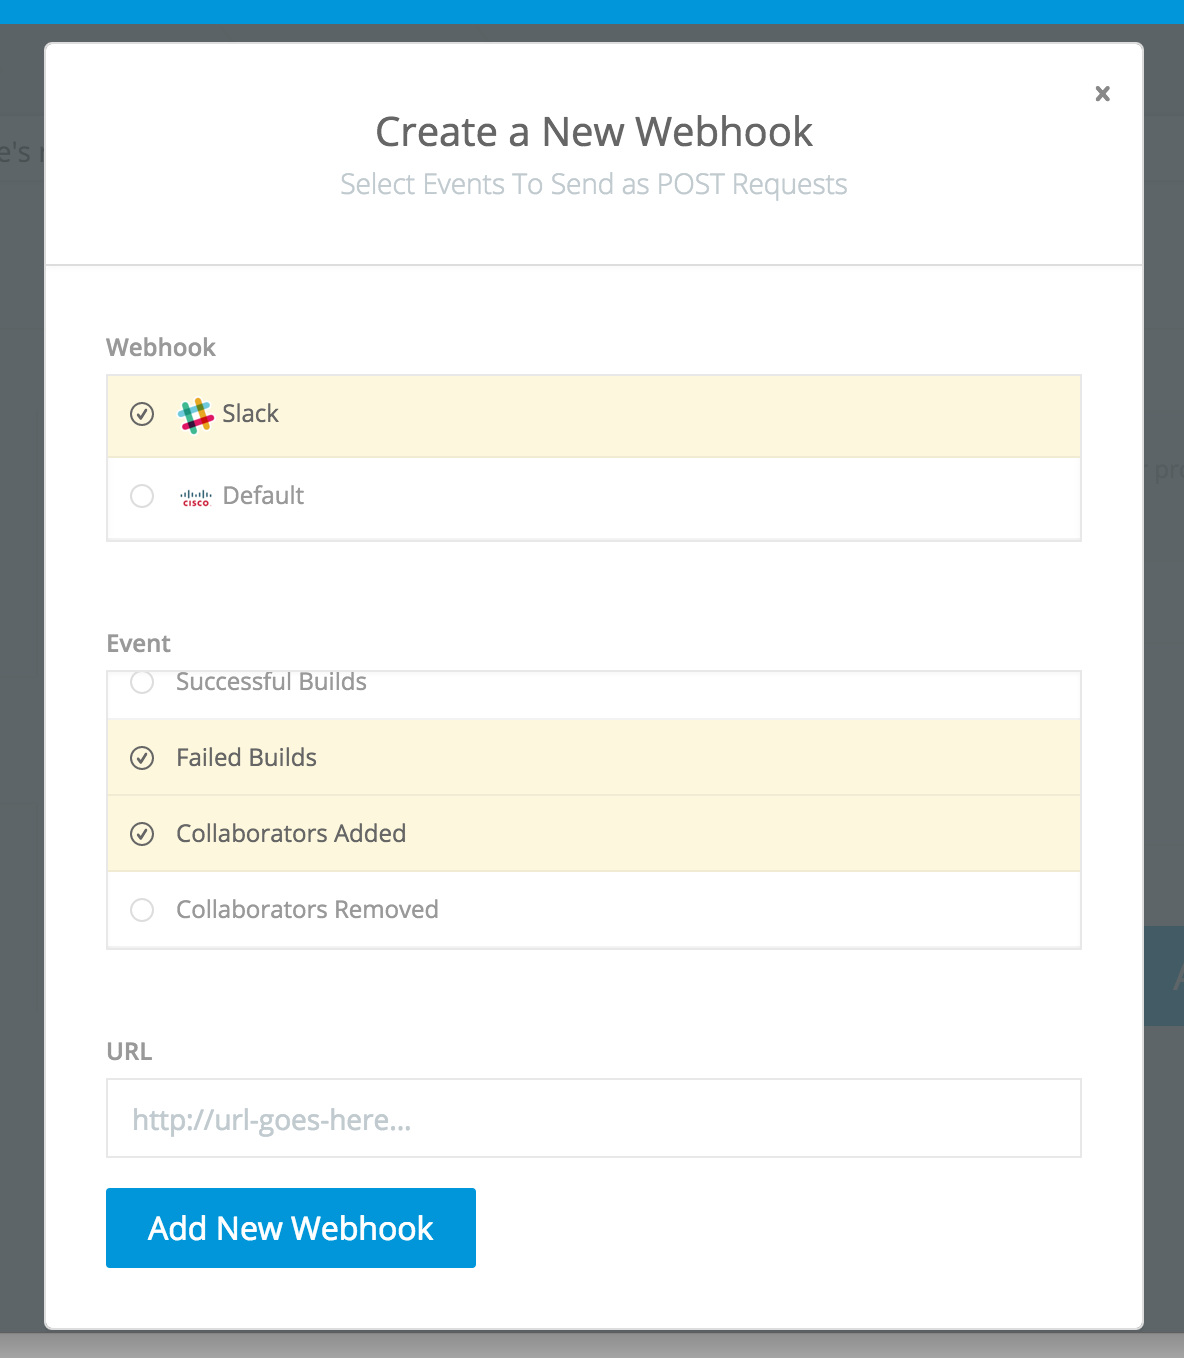 e's
x
Create a New Webhook
Select Events To Send as POST Requests
Webhook
Slack
CISCO Default
pro
Event
Successful Builds
Failed Builds
Collaborators Added
Collaborators Removed
URL
http://url-goes-here...
Add New Webhook